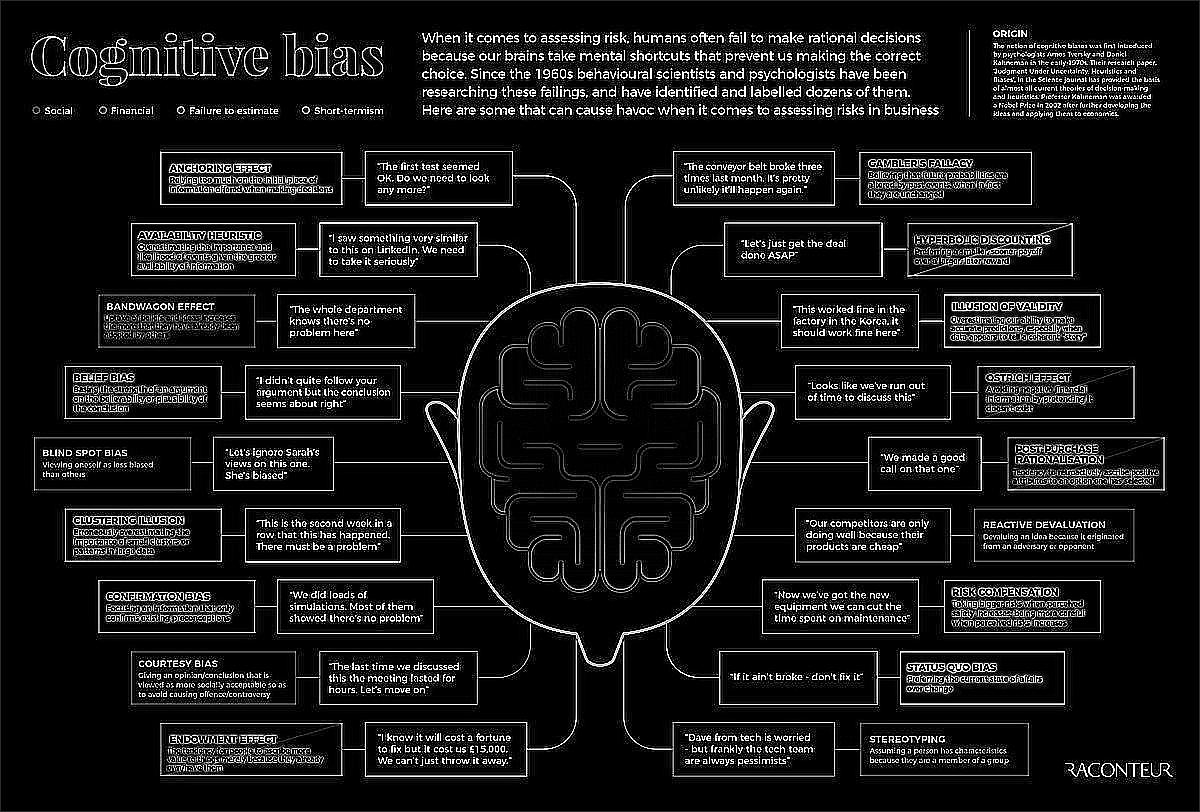 Cognitive bias
Social
Financial
Failure to estimate
Short-termism
When it comes to assessing risk, humans often fail to make rational decisions
because our brains take mental shortcuts that prevent us making the correct
choice. Since the 1960s behavioural scientists and psychologists have been
researching these failings, and have identified and labelled dozens of them.
Here are some that can cause havoc when it comes to assessing risks in business
ORIGIN
The notion of cognitive biases was first introduced
by psychologists Amos Tversky and Daniel
Kahneman in the early-1970s. Their research paper,
'Judgment Under Uncertainty: Heuristics and
Biases', in the Science journal has provided the basis
of almost all current theories of decision-making
and heuristics. Professor Kahneman was awarded
a Nobel Prize in 2002 after further developing the
ideas and applying them to economics.
ANCHORING EFFECT
Relying too much on the initial piece of
information offered when making decisions
"The first test seemed
OK. Do we need to look
any more?"
AVAILABILITY HEURISTIC
Overestimating the importance and
likelihood of events given the greater
availability of information
"I saw something very similar
to this on LinkedIn. We need
to take it seriously"
BANDWAGON EFFECT
Uptake of beliefs and ideas increases
the more that they have already been
adopted by others
"The whole department
knows there's no
problem here"
BELIEF BIAS
Basing the strength of an argument
on the believability or plausibility of
the conclusion
"I didn't quite follow your
argument but the conclusion
seems about right"
BLIND SPOT BIAS
Viewing oneself as less biased
than others
"Let's ignore Sarah's
views on this one.
She's biased"
CLUSTERING ILLUSION
Erroneously overestimating the
importance of small clusters or
patterns in large data
"This is the second week in a
row that this has happened.
There must be a problem"
CONFIRMATION BIAS
Focusing on information that only
confirms existing preconceptions
"We did loads of
simulations. Most of them
showed there's no problem"
COURTESY BIAS
Giving an opinion/conclusion that is
viewed as more socially acceptable so as
to avoid causing offence/controversy
"The last time we discussed
this the meeting lasted for
hours. Let's move on"
ENDOWMENT EFFECT
The tendency for people to ascribe more
value to things merely because they already
own/have them
"I know it will cost a fortune
to fix but it cost us £15,000.
We can't just throw it away."
"The conveyor belt broke three
times last month. It's pretty
unlikely it'll happen again."
GAMBLER'S FALLACY
Believing that future probabilities are
altered by past events, when in fact
they are unchanged
"Let's just get the deal
done ASAP"
HYPERBOLIC DISCOUNTING
Preferring a smaller, sooner payoff
over a larger, later reward
"This worked fine in the
factory in the Korea, it
should work fine here"
ILLUSION OF VALIDITY
Overestimating our ability to make
accurate predictions, especially when
data appears to tell a coherent "story"
"Looks like we've run out
of time to discuss this"
OSTRICH EFFECT
Avoiding negative financial
information by pretending it
doesn't exist
"We made a good
call on that one"
POST-PURCHASE
RATIONALISATION
Tendency to retroactively ascribe positive
attributes to an option one has selected
"Our competitors are only
doing well because their
products are cheap"
REACTIVE DEVALUATION
Devaluing an idea because it originated
from an adversary or opponent
"Now we've got the new
equipment we can cut the
time spent on maintenance"
RISK COMPENSATION
Taking bigger risks when perceived
safety increases; being more careful
when perceived risk increases
"If it ain't broke - don't fix it"
STATUS QUO BIAS
Preferring the current state of affairs
over change
"Dave from tech is worried
- but frankly the tech team
are always pessimists"
STEREOTYPING
Assuming a person has characteristics
because they are a member of a group
RACONTEUR